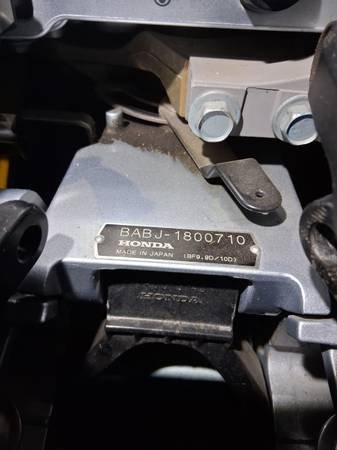 BABJ-1800710
HONDA
MADE IN JAPAN (BF9.9D/10D)
HONDA